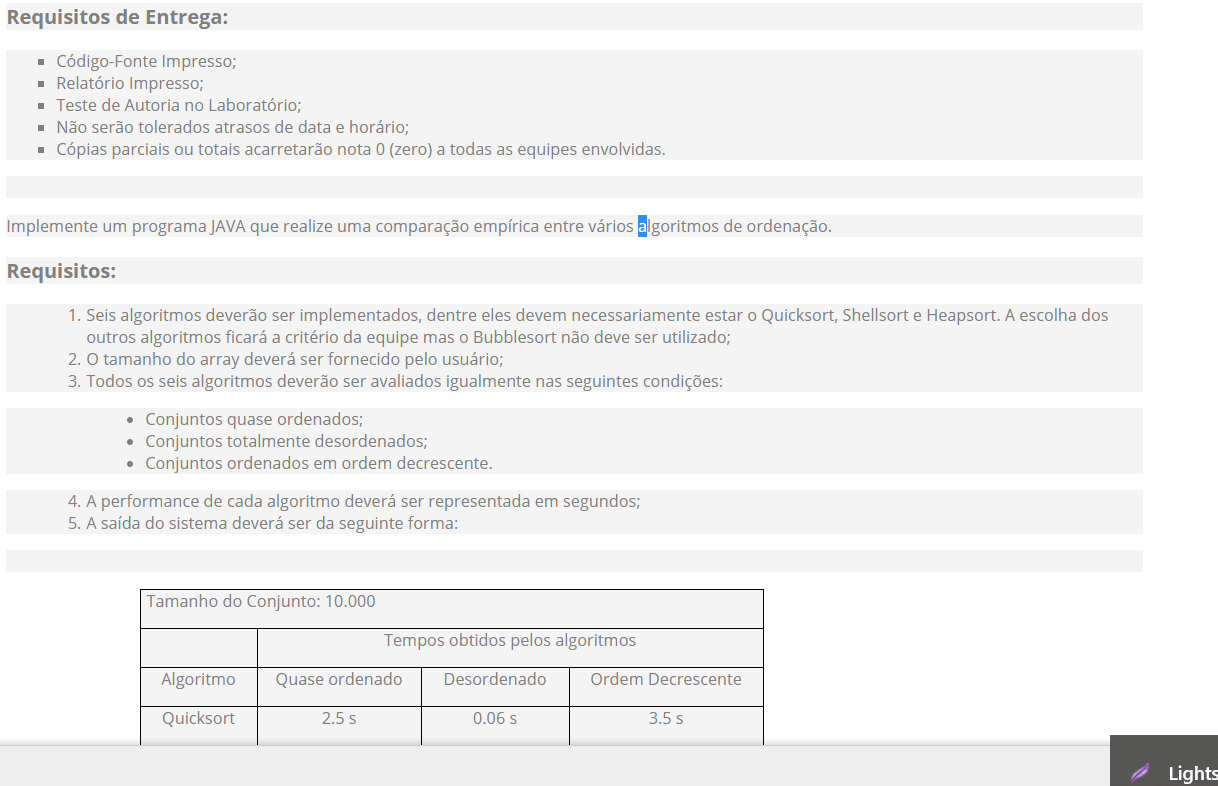 Requisitos de Entrega:
Código-Fonte Impresso;
Relatório Impresso;
Teste de Autoria no Laboratório;
Não serão tolerados atrasos de data e horário;
Cópias parciais ou totais acarretarão nota 0 (zero) a todas as equipes envolvidas.
Implemente um programa JAVA que realize uma comparação empírica entre vários algoritmos de ordenação.
Requisitos:
1. Seis algoritmos deverão ser implementados, dentre eles devem necessariamente estar o Quicksort, Shellsort e Heapsort. A escolha dos
outros algoritmos ficará a critério da equipe mas o Bubblesort não deve ser utilizado;
2. O tamanho do array deverá ser fornecido pelo usuário;
3. Todos os seis algoritmos deverão ser avaliados igualmente nas seguintes condições:
Conjuntos quase ordenados;
Conjuntos totalmente desordenados;
Conjuntos ordenados em ordem decrescente.
4. A performance de cada algoritmo deverá ser representada em segundos;
5. A saída do sistema deverá ser da seguinte forma:
Tamanho do Conjunto: 10.000
Tempos obtidos pelos algoritmos
Algoritmo Quase ordenado Desordenado Ordem Decrescente
Quicksort 2.5 s 0.06 s 3.5 s
Lights